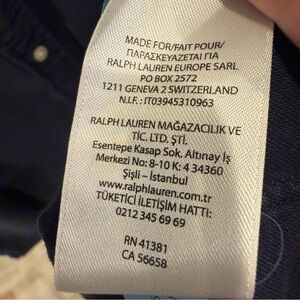 MADE FOR/FAIT POUR/
ΠΑΡΑΣΚΕΥΑΖΕΤΑΙ ΓΙΑ
RALPH LAUREN EUROPE SARL
PO BOX 2572
1211 GENEVA 2 SWITZERLAND
N.I.F. : IT03945310963
RALPH LAUREN MAĞAZACILIK VE
TİC. LTD. ŞTİ.
Esentepe Kasap Sok. Altınay İş
Merkezi No: 8-10 K: 4 34360
Şişli – İstanbul
www.ralphlauren.com
TÜKETİCİ İLETİŞİM HATTI:
0212 345 69 69
RN 41381
CA 56658